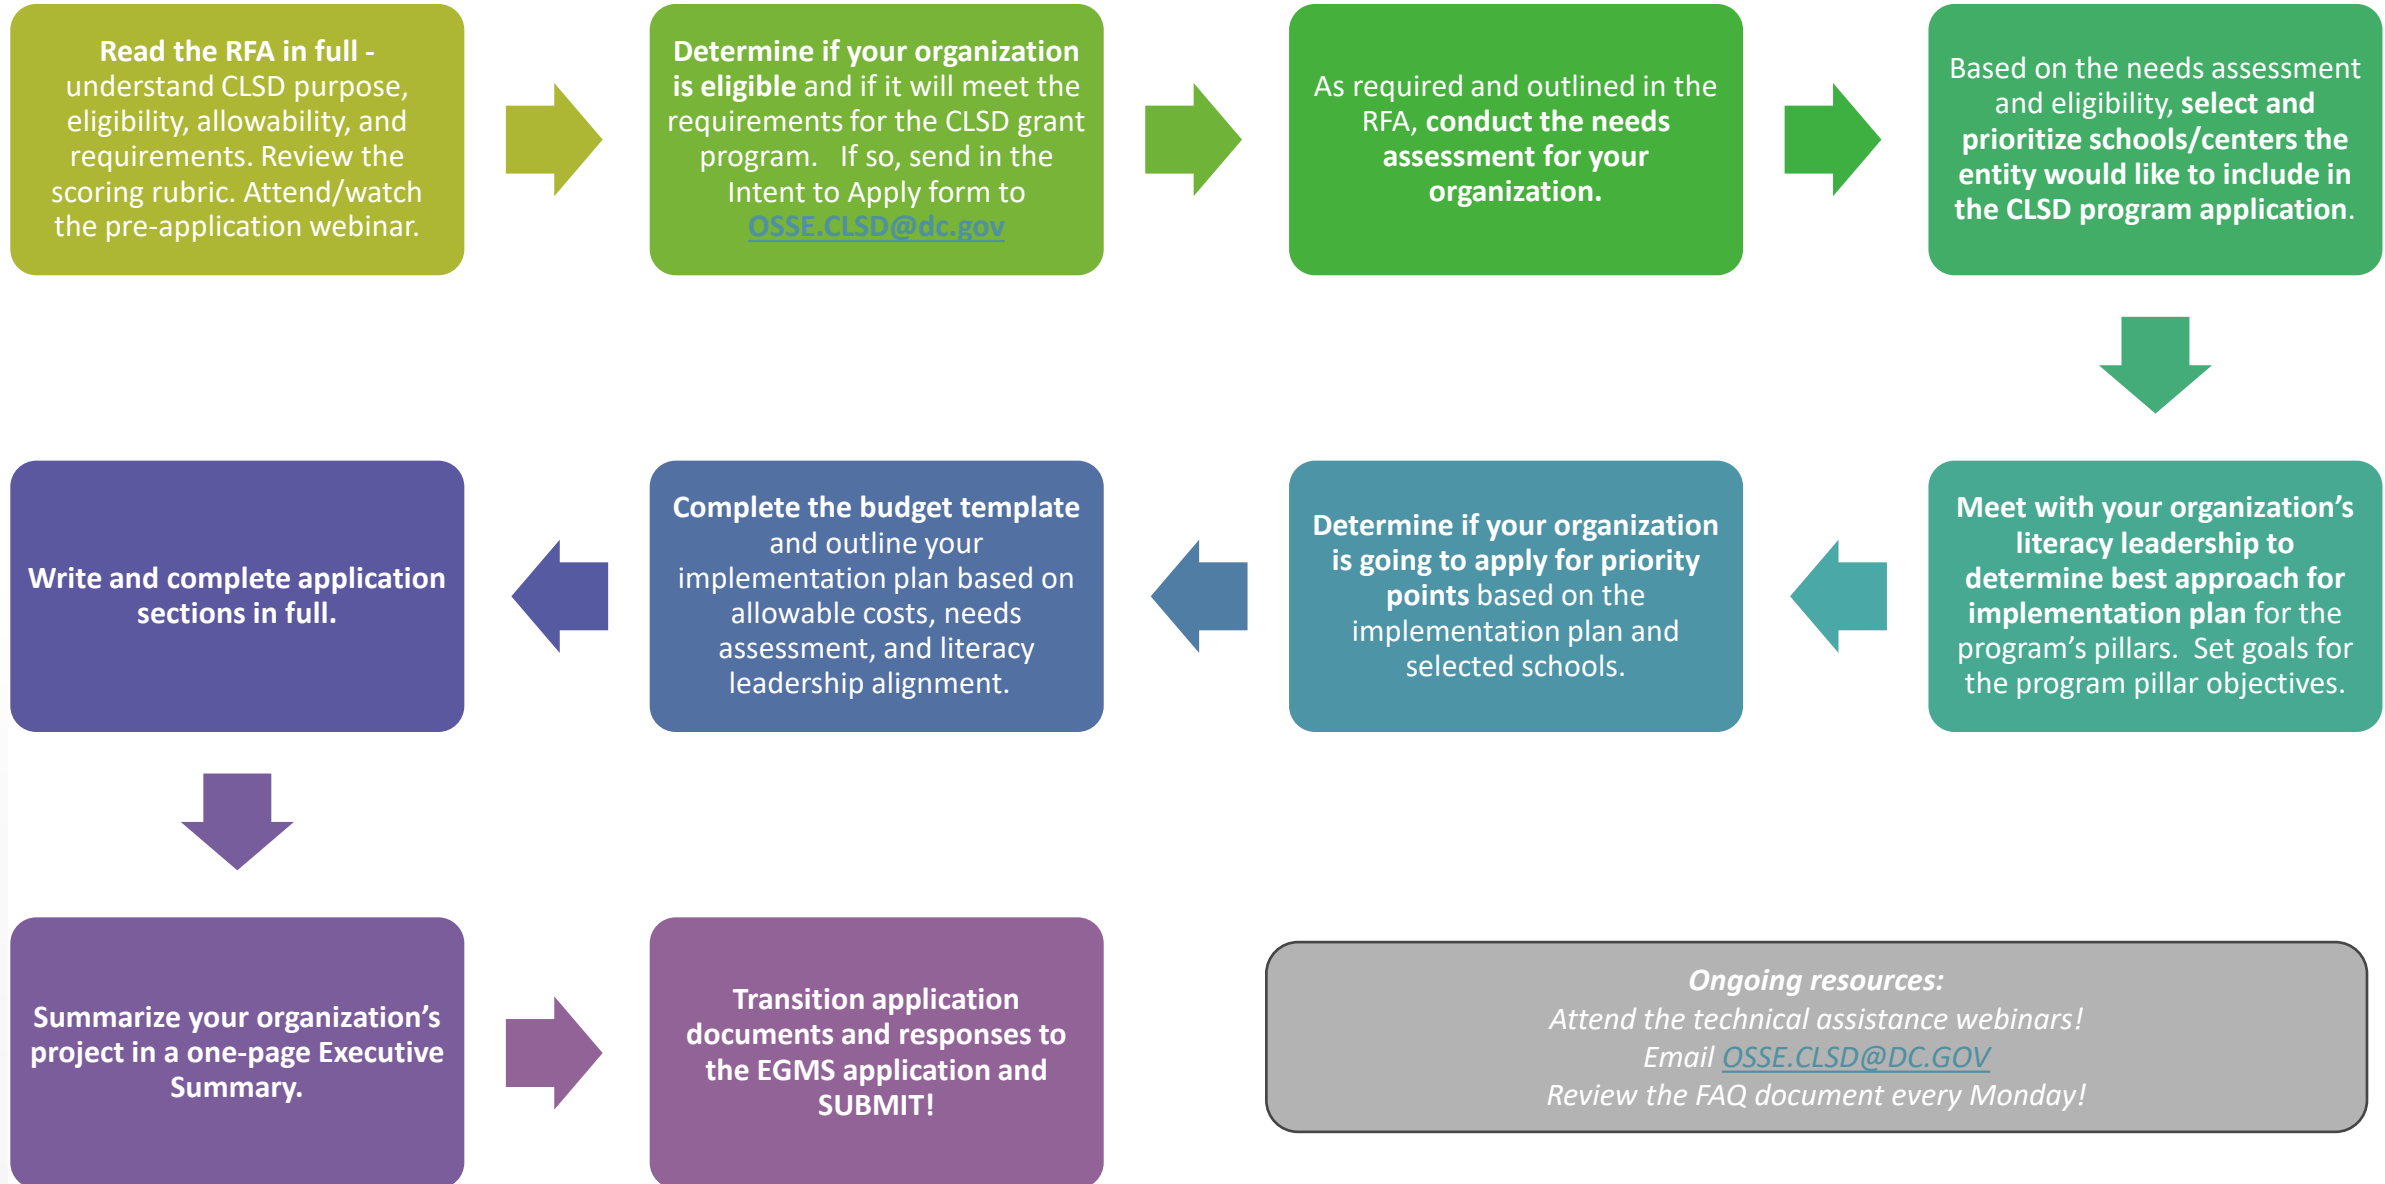 Read the RFA in full -
understand CLSD purpose,
eligibility, allowability, and
requirements. Review the
scoring rubric. Attend/watch
the pre-application webinar.
Determine if your organization
is eligible and if it will meet the
requirements for the CLSD grant
program.   If so, send in the
Intent to Apply form to
OSSE.CLSD@dc.gov
As required and outlined in the
RFA, conduct the needs
assessment for your
organization.
Based on the needs assessment
and eligibility, select and
prioritize schools/centers the
entity would like to include in
the CLSD program application.
Meet with your organization’s
literacy leadership to
determine best approach for
implementation plan for the
program’s pillars.  Set goals for
the program pillar objectives.
Determine if your organization
is going to apply for priority
points based on the
implementation plan and
selected schools.
Complete the budget template
and outline your
implementation plan based on
allowable costs, needs
assessment, and literacy
leadership alignment.
Write and complete application
sections in full.
Summarize your organization’s
project in a one-page Executive
Summary.
Transition application
documents and responses to
the EGMS application and
SUBMIT!
Ongoing resources:
Attend the technical assistance webinars!
Email OSSE.CLSD@DC.GOV
Review the FAQ document every Monday!